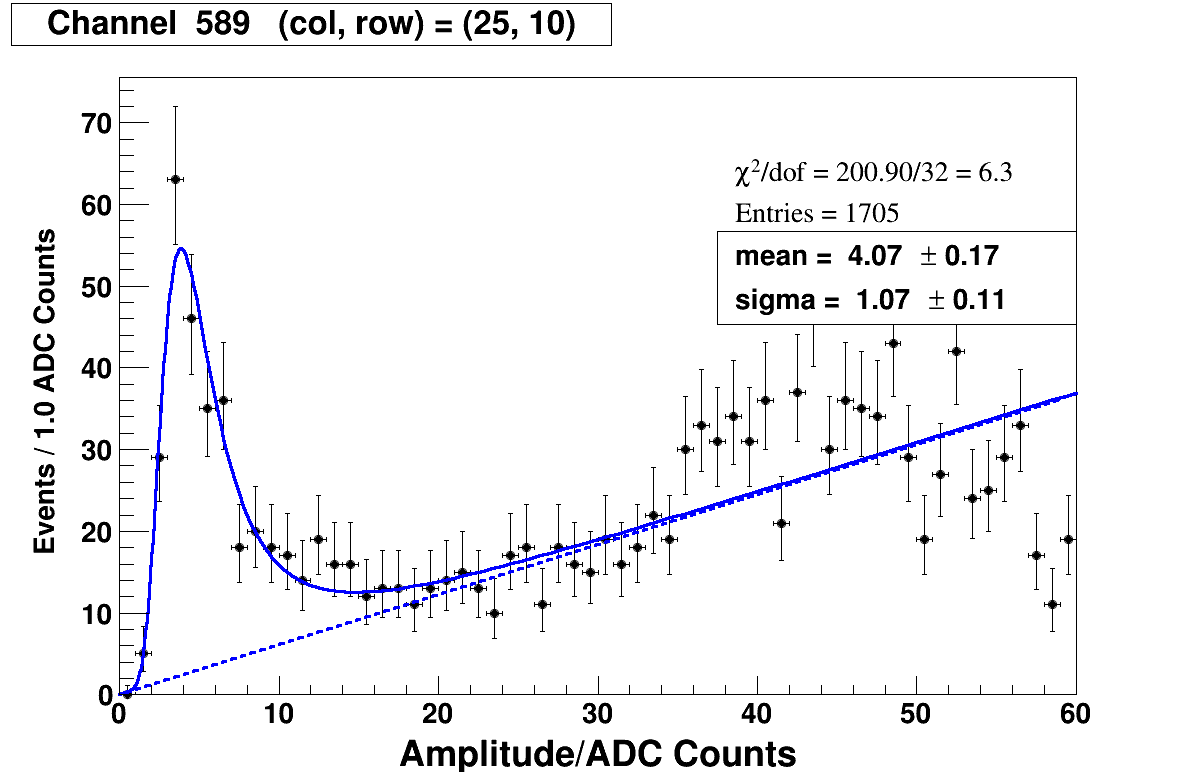 Channel 589 (col, row) = (25, 10)
70
60
50
40
30
20
10
0
Events / 1.0 ADC Counts
χ²/dof = 200.90/32 = 6.3
Entries = 1705
mean = 4.07 ± 0.17
sigma = 1.07 ± 0.11
0 10 20 30 40 50 60
Amplitude/ADC Counts